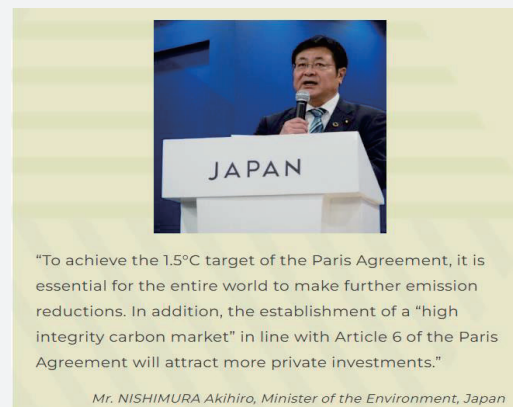 JAPAN
“To achieve the 1.5°C target of the Paris Agreement, it is
essential for the entire world to make further emission
reductions. In addition, the establishment of a “high
integrity carbon market” in line with Article 6 of the Paris
Agreement will attract more private investments.”
Mr. NISHIMURA Akihiro, Minister of the Environment, Japan